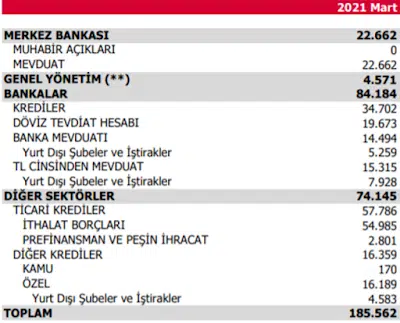 2021 Mart
MERKEZ BANKASI 22.662
MUHABİR AÇIKLARI 0
MEVDUAT 22.662
GENEL YÖNETİM (**) 4.571
BANKALAR 84.184
KREDİLER 34.702
DÖVİZ TEVDİAT HESABI 19.673
BANKA MEVDUATI 14.494
Yurt Dışı Şubeler ve İştirakler 5.259
TL CİNSİNDEN MEVDUAT 15.315
Yurt Dışı Şubeler ve İştirakler 7.928
DİĞER SEKTÖRLER 74.145
TİCARİ KREDİLER 57.786
İTHALAT BORÇLARI 54.985
PREFİNANSMAN VE PEŞİN İHRACAT 2.801
DİĞER KREDİLER 16.359
KAMU 170
ÖZEL 16.189
Yurt Dışı Şubeler ve İştirakler 4.583
TOPLAM 185.562